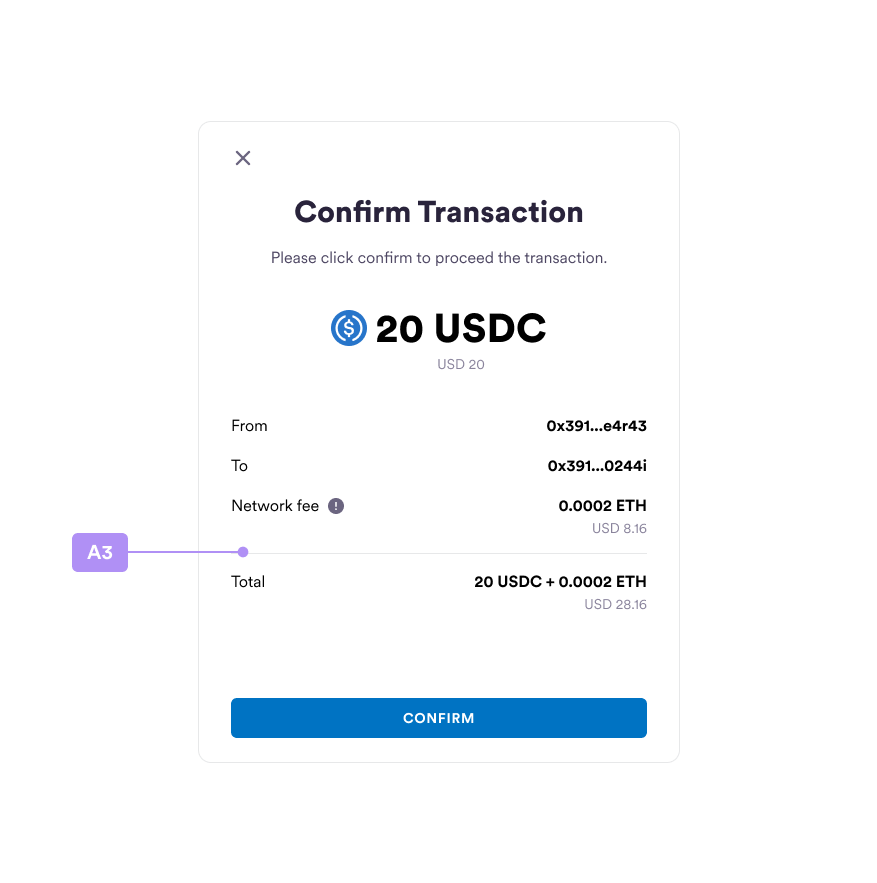 Confirm Transaction
Please click confirm to proceed the transaction.
20 USDC
USD 20
From 0x391...e4r43
To 0x391...0244i
Network fee ! 0.0002 ETH
USD 8.16
A3
Total 20 USDC + 0.0002 ETH
USD 28.16
CONFIRM